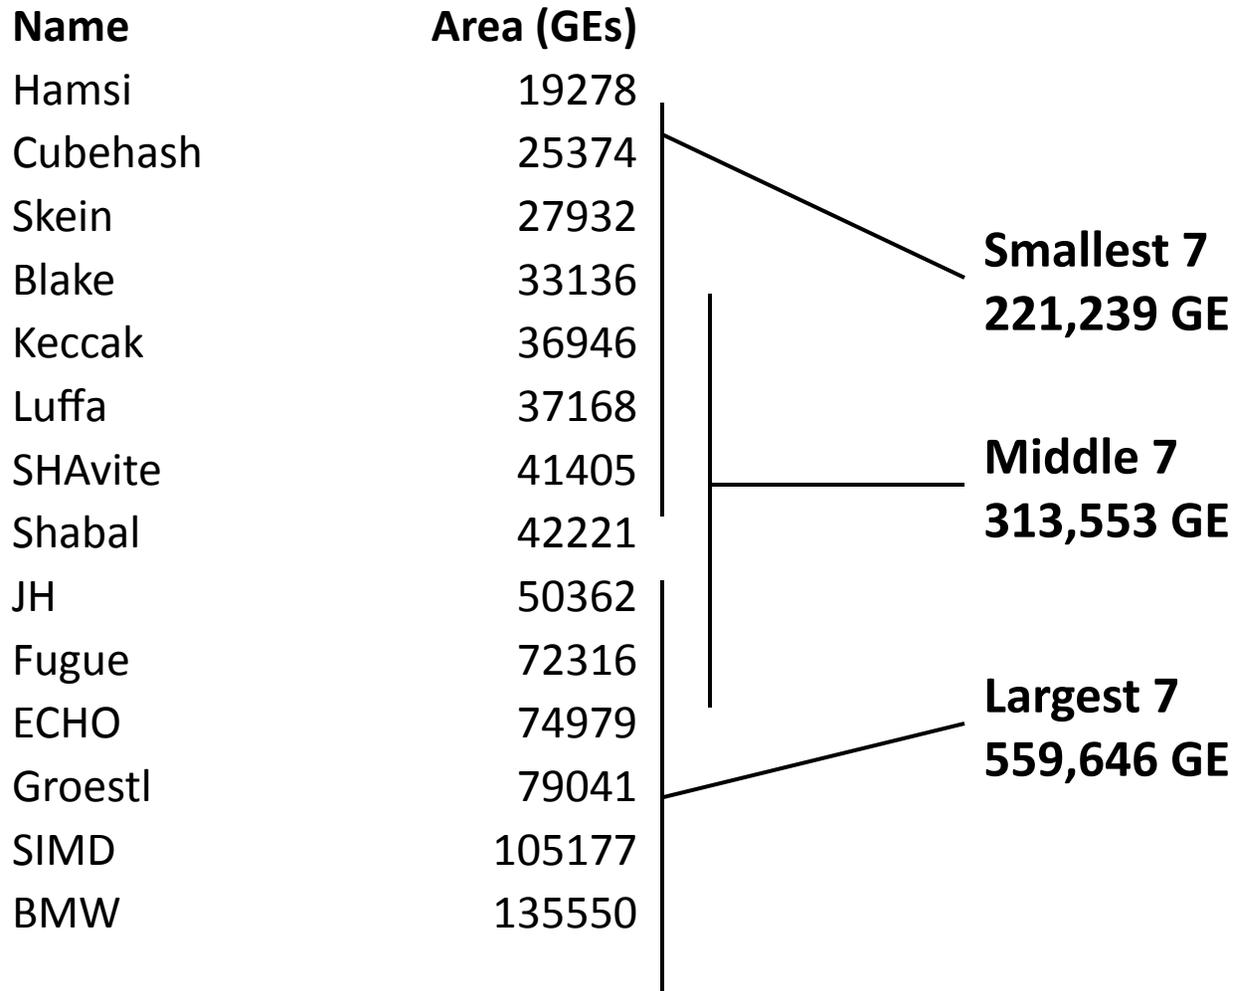 Name Area (GEs)
Hamsi 19278
Cubehash 25374
Skein 27932
Blake 33136
Keccak 36946
Luffa 37168
SHAvite 41405
Shabal 42221
JH 50362
Fugue 72316
ECHO 74979
Groestl 79041
SIMD 105177
BMW 135550
Smallest 7
221,239 GE
Middle 7
313,553 GE
Largest 7
559,646 GE